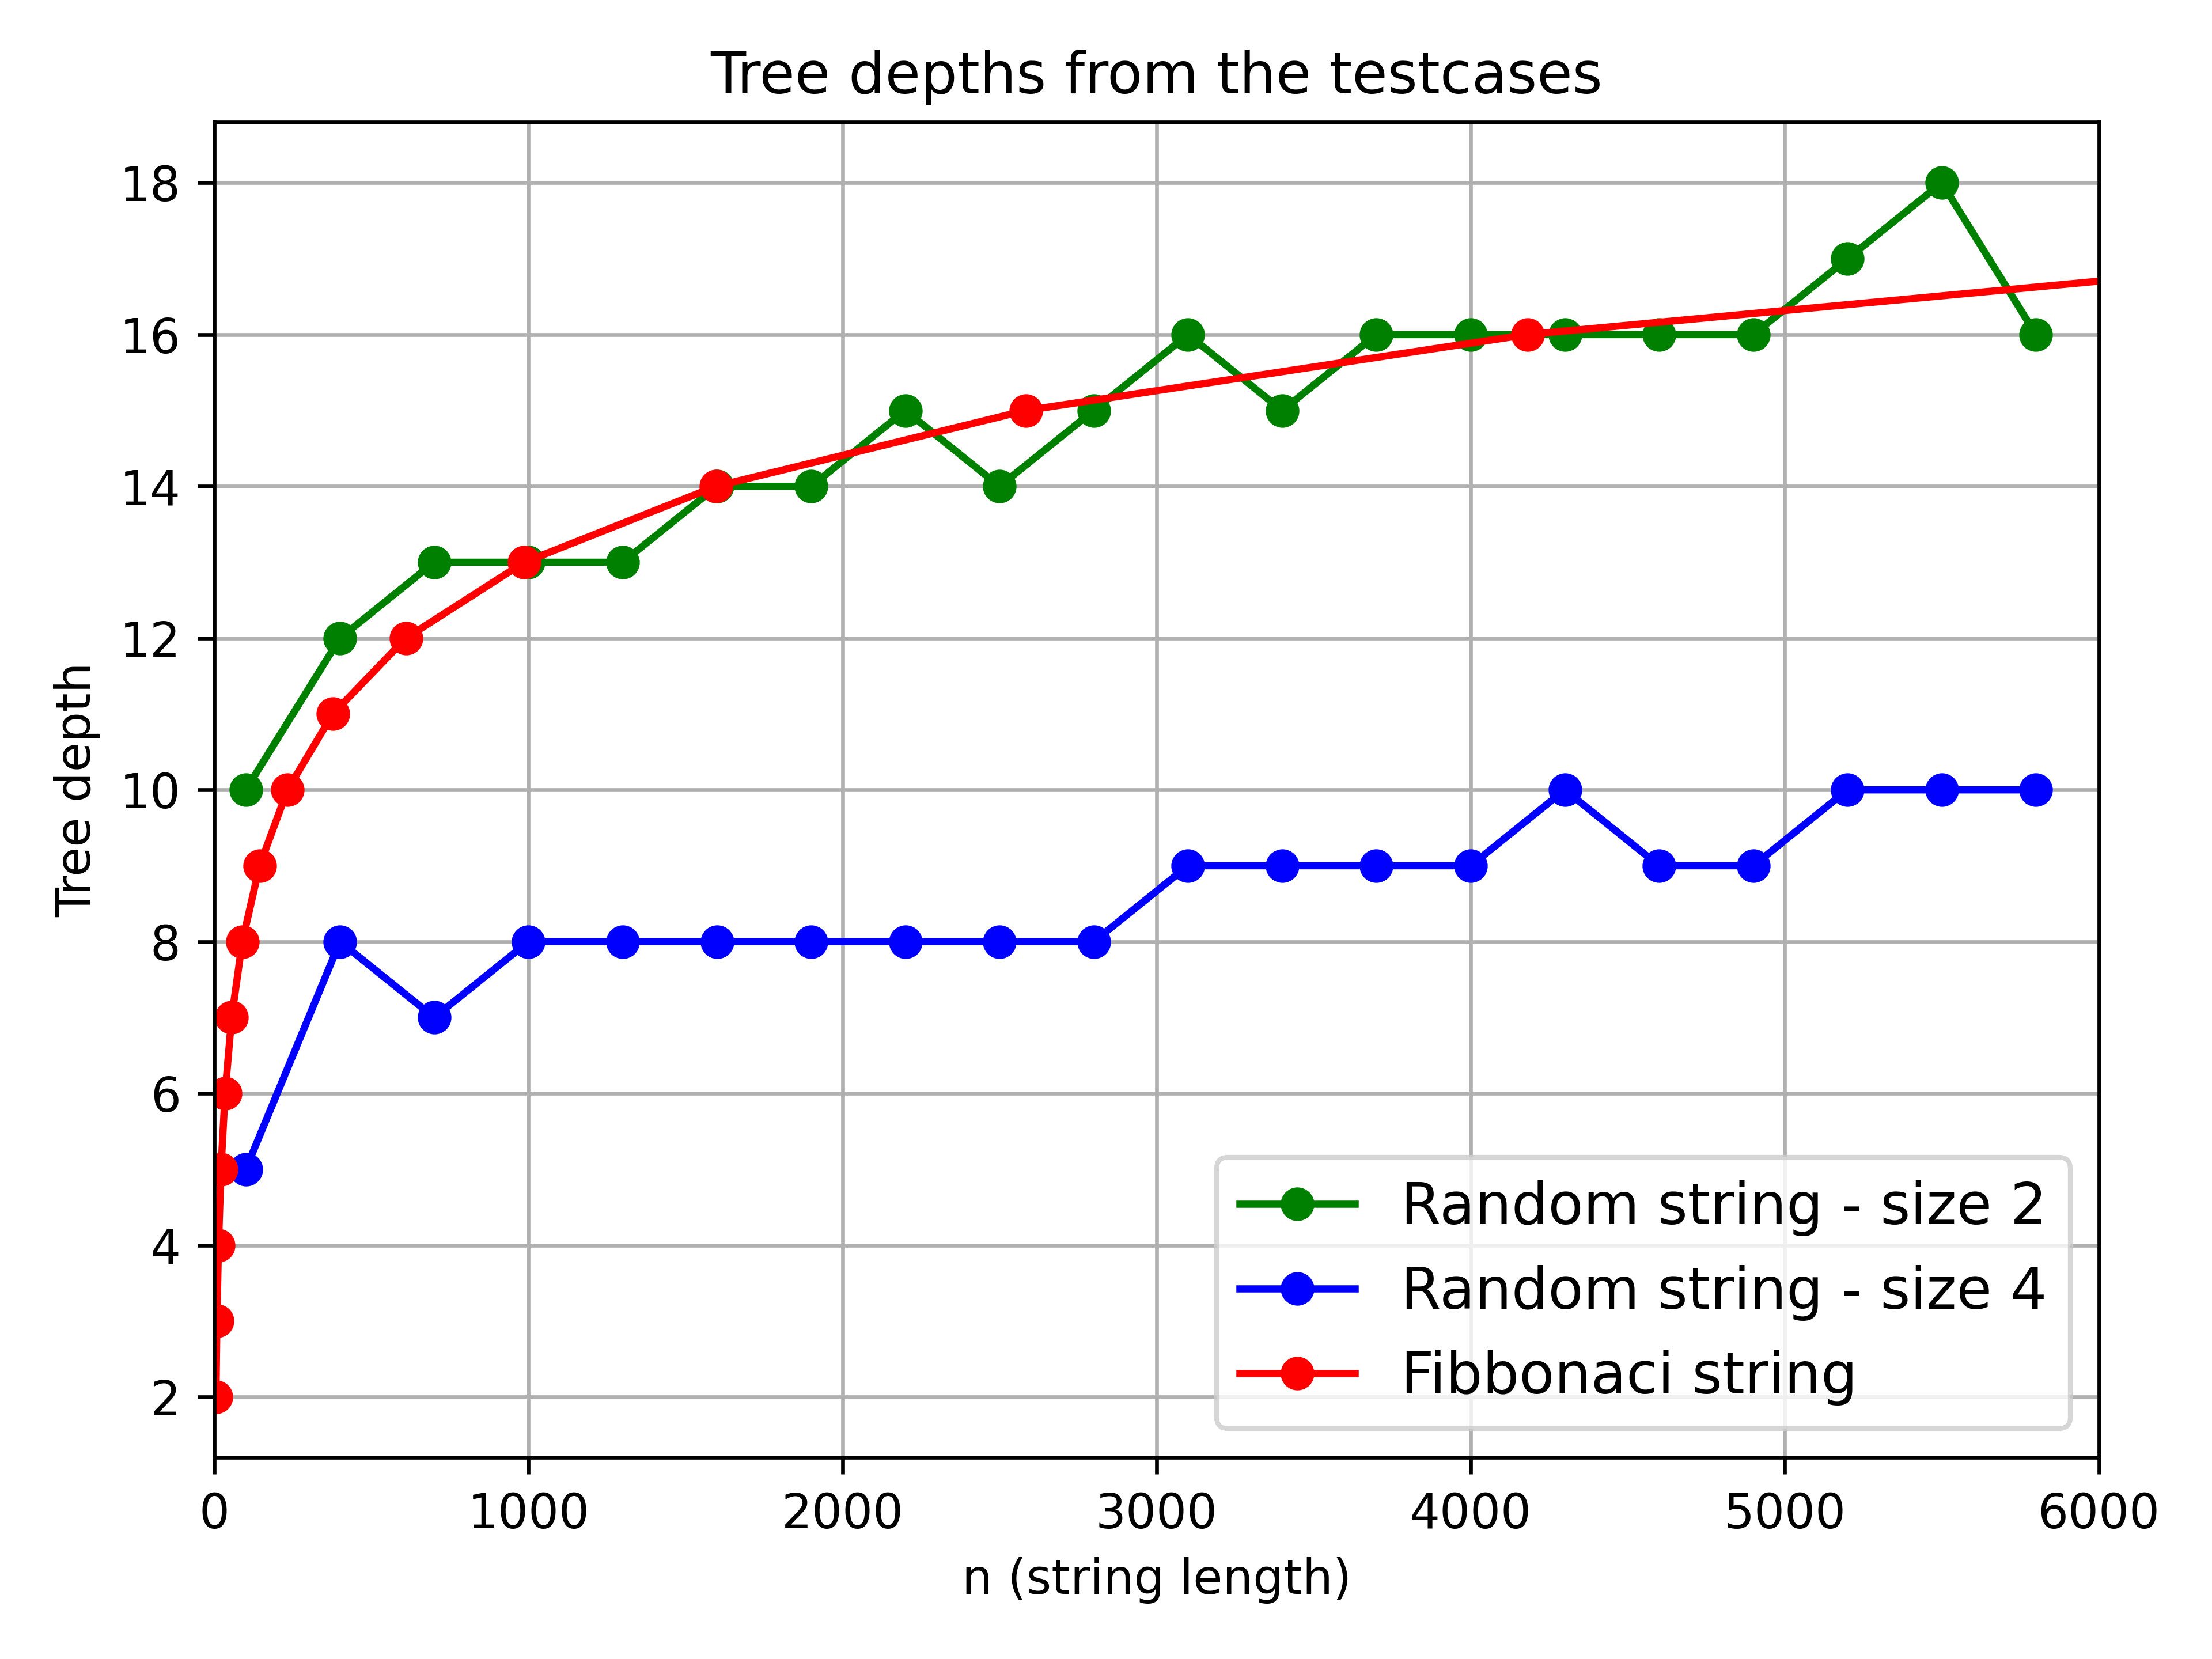 Tree depths from the testcases
18
16
14
12
10
8
6
4
2
Tree depth
Random string - size 2
Random string - size 4
Fibbonaci string
0 1000 2000 3000 4000 5000 6000
n (string length)